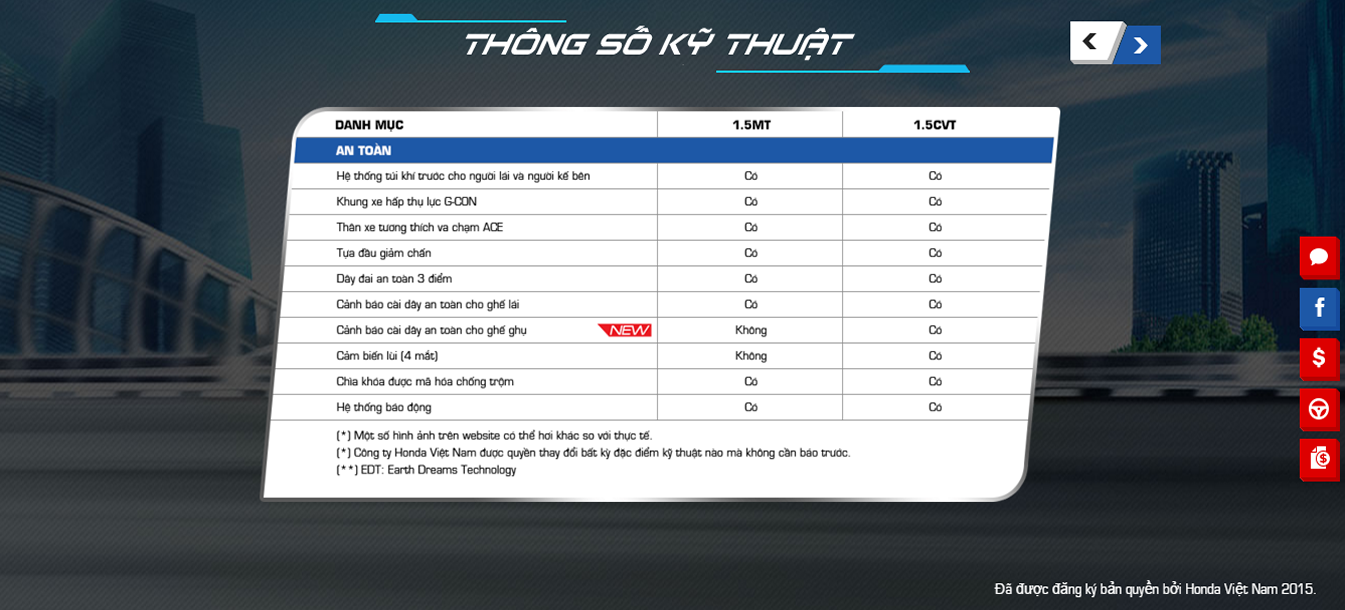 THÔNG SỐ KỸ THUẬT
DANH MỤC 1.5MT 1.5CVT
AN TOÀN
Hệ thống túi khí trước cho người lái và người kế bên Có Có
Khung xe hấp thụ lực G-CON Có Có
Thân xe tương thích va chạm ACE Có Có
Tựa đầu giảm chấn Có Có
Dây đai an toàn 3 điểm Có Có
Cảnh báo cài dây an toàn cho ghế lái Có Có
Cảnh báo cài dây an toàn cho ghế phụ NEW Không Có
Cảm biến lùi (4 mắt) Không Có
Chìa khóa được mã hóa chống trộm Có Có
Hệ thống báo động Có Có
(*) Một số hình ảnh trên website có thể hơi khác so với thực tế.
(*) Công ty Honda Việt Nam được quyền thay đổi bất kỳ đặc điểm kỹ thuật nào mà không cần báo trước.
(**) EDT: Earth Dreams Technology
Đã được đăng ký bản quyền bởi Honda Việt Nam 2015.